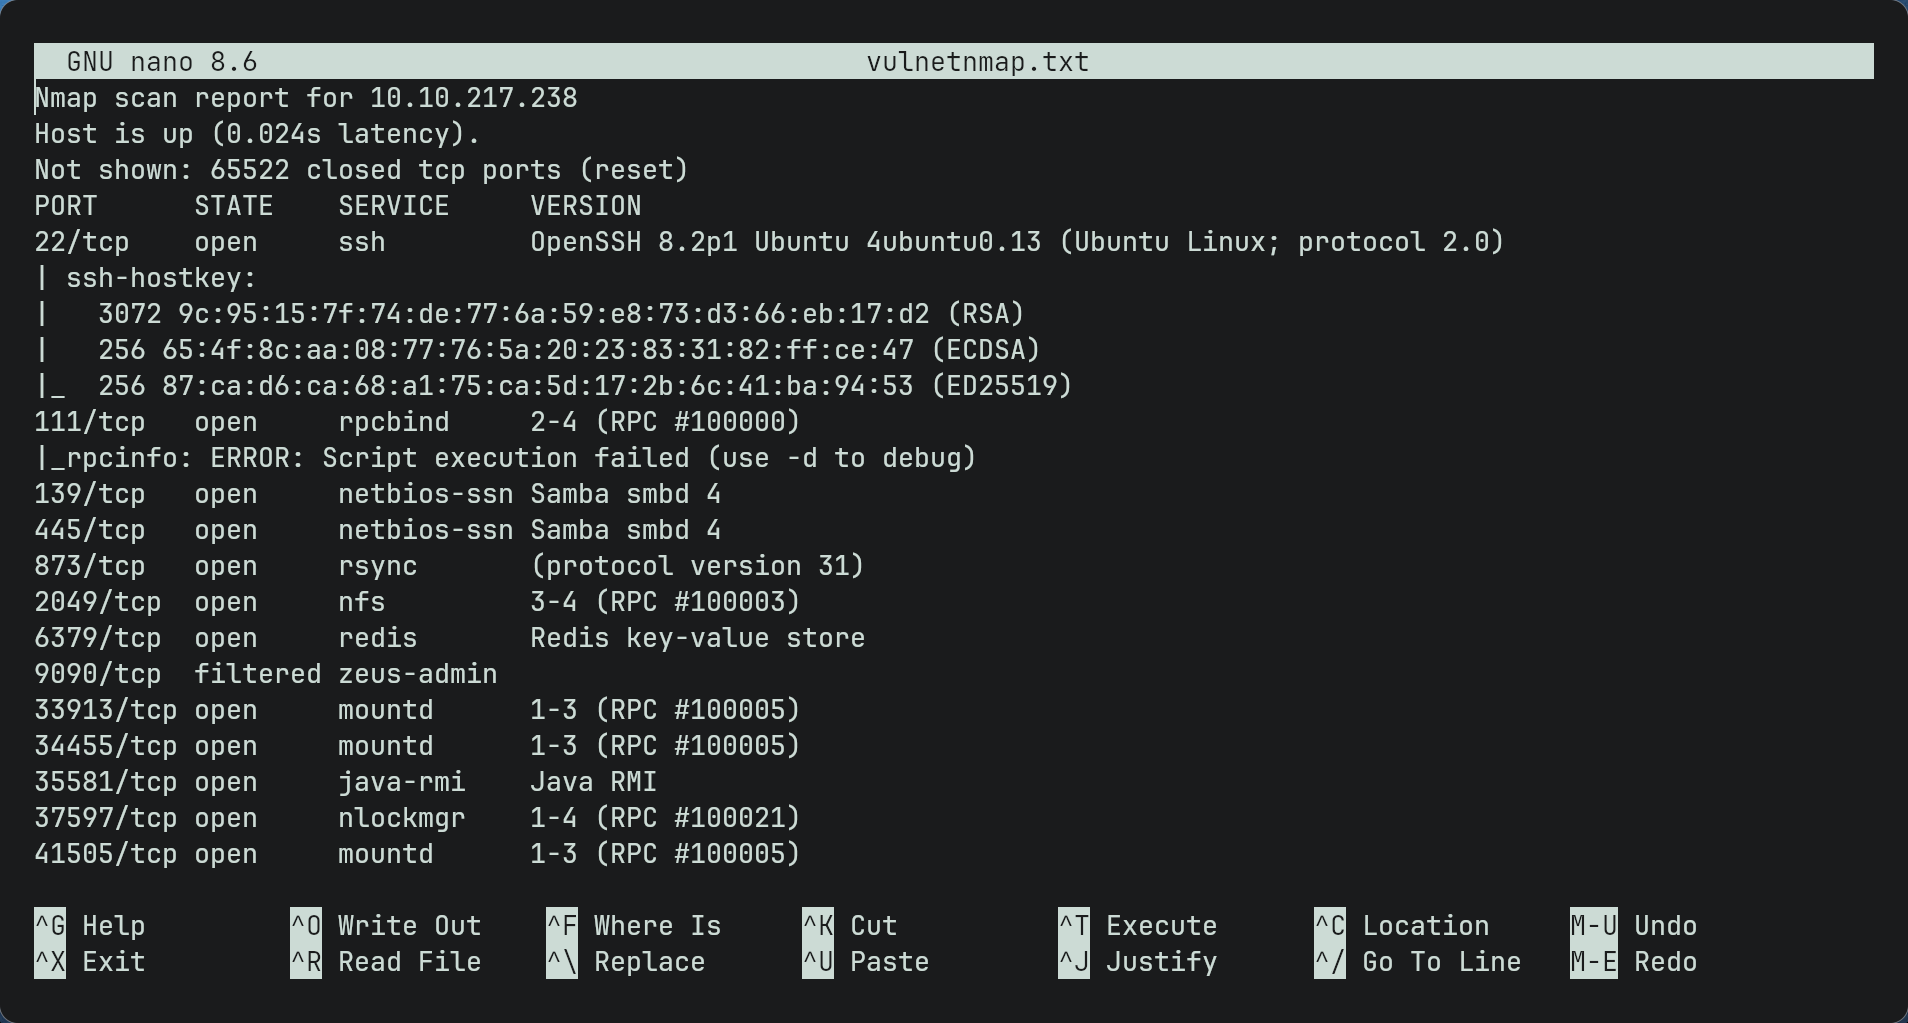 GNU nano 8.6 vulnetnmap.txt
Nmap scan report for 10.10.217.238
Host is up (0.024s latency).
Not shown: 65522 closed tcp ports (reset)
PORT      STATE    SERVICE     VERSION
22/tcp    open     ssh         OpenSSH 8.2p1 Ubuntu 4ubuntu0.13 (Ubuntu Linux; protocol 2.0)
| ssh-hostkey:
|   3072 9c:95:15:7f:74:de:77:6a:59:e8:73:d3:66:eb:17:d2 (RSA)
|   256 65:4f:8c:aa:08:77:76:5a:20:23:83:31:82:ff:ce:47 (ECDSA)
|_  256 87:ca:d6:ca:68:a1:75:ca:5d:17:2b:6c:41:ba:94:53 (ED25519)
111/tcp   open     rpcbind     2-4 (RPC #100000)
|_rpcinfo: ERROR: Script execution failed (use -d to debug)
139/tcp   open     netbios-ssn Samba smbd 4
445/tcp   open     netbios-ssn Samba smbd 4
873/tcp   open     rsync       (protocol version 31)
2049/tcp  open     nfs         3-4 (RPC #100003)
6379/tcp  open     redis       Redis key-value store
9090/tcp  filtered zeus-admin
33913/tcp open     mountd      1-3 (RPC #100005)
34455/tcp open     mountd      1-3 (RPC #100005)
35581/tcp open     java-rmi    Java RMI
37597/tcp open     nlockmgr    1-4 (RPC #100021)
41505/tcp open     mountd      1-3 (RPC #100005)
^G Help ^O Write Out ^F Where Is ^K Cut ^T Execute ^C Location M-U Undo
^X Exit ^R Read File ^\ Replace ^U Paste ^J Justify ^/ Go To Line M-E Redo